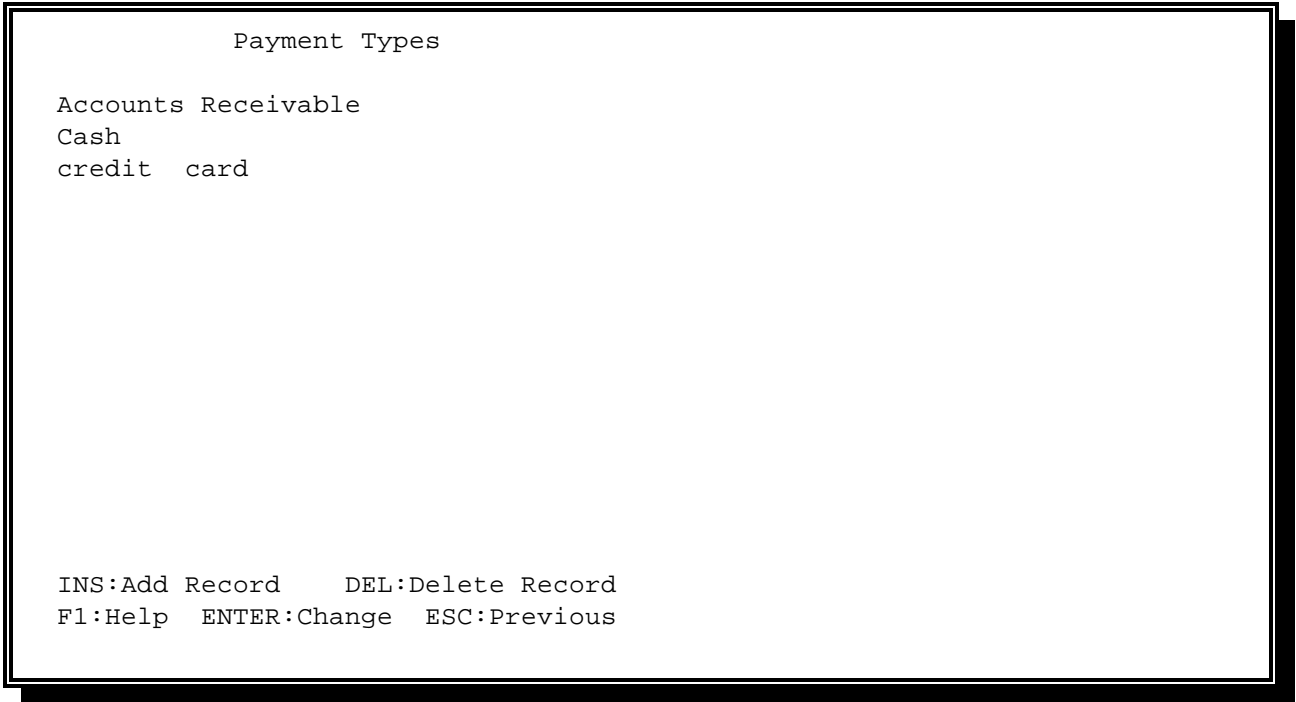 Payment Types
Accounts Receivable
Cash
credit  card
INS:Add Record    DEL:Delete Record
F1:Help  ENTER:Change  ESC:Previous